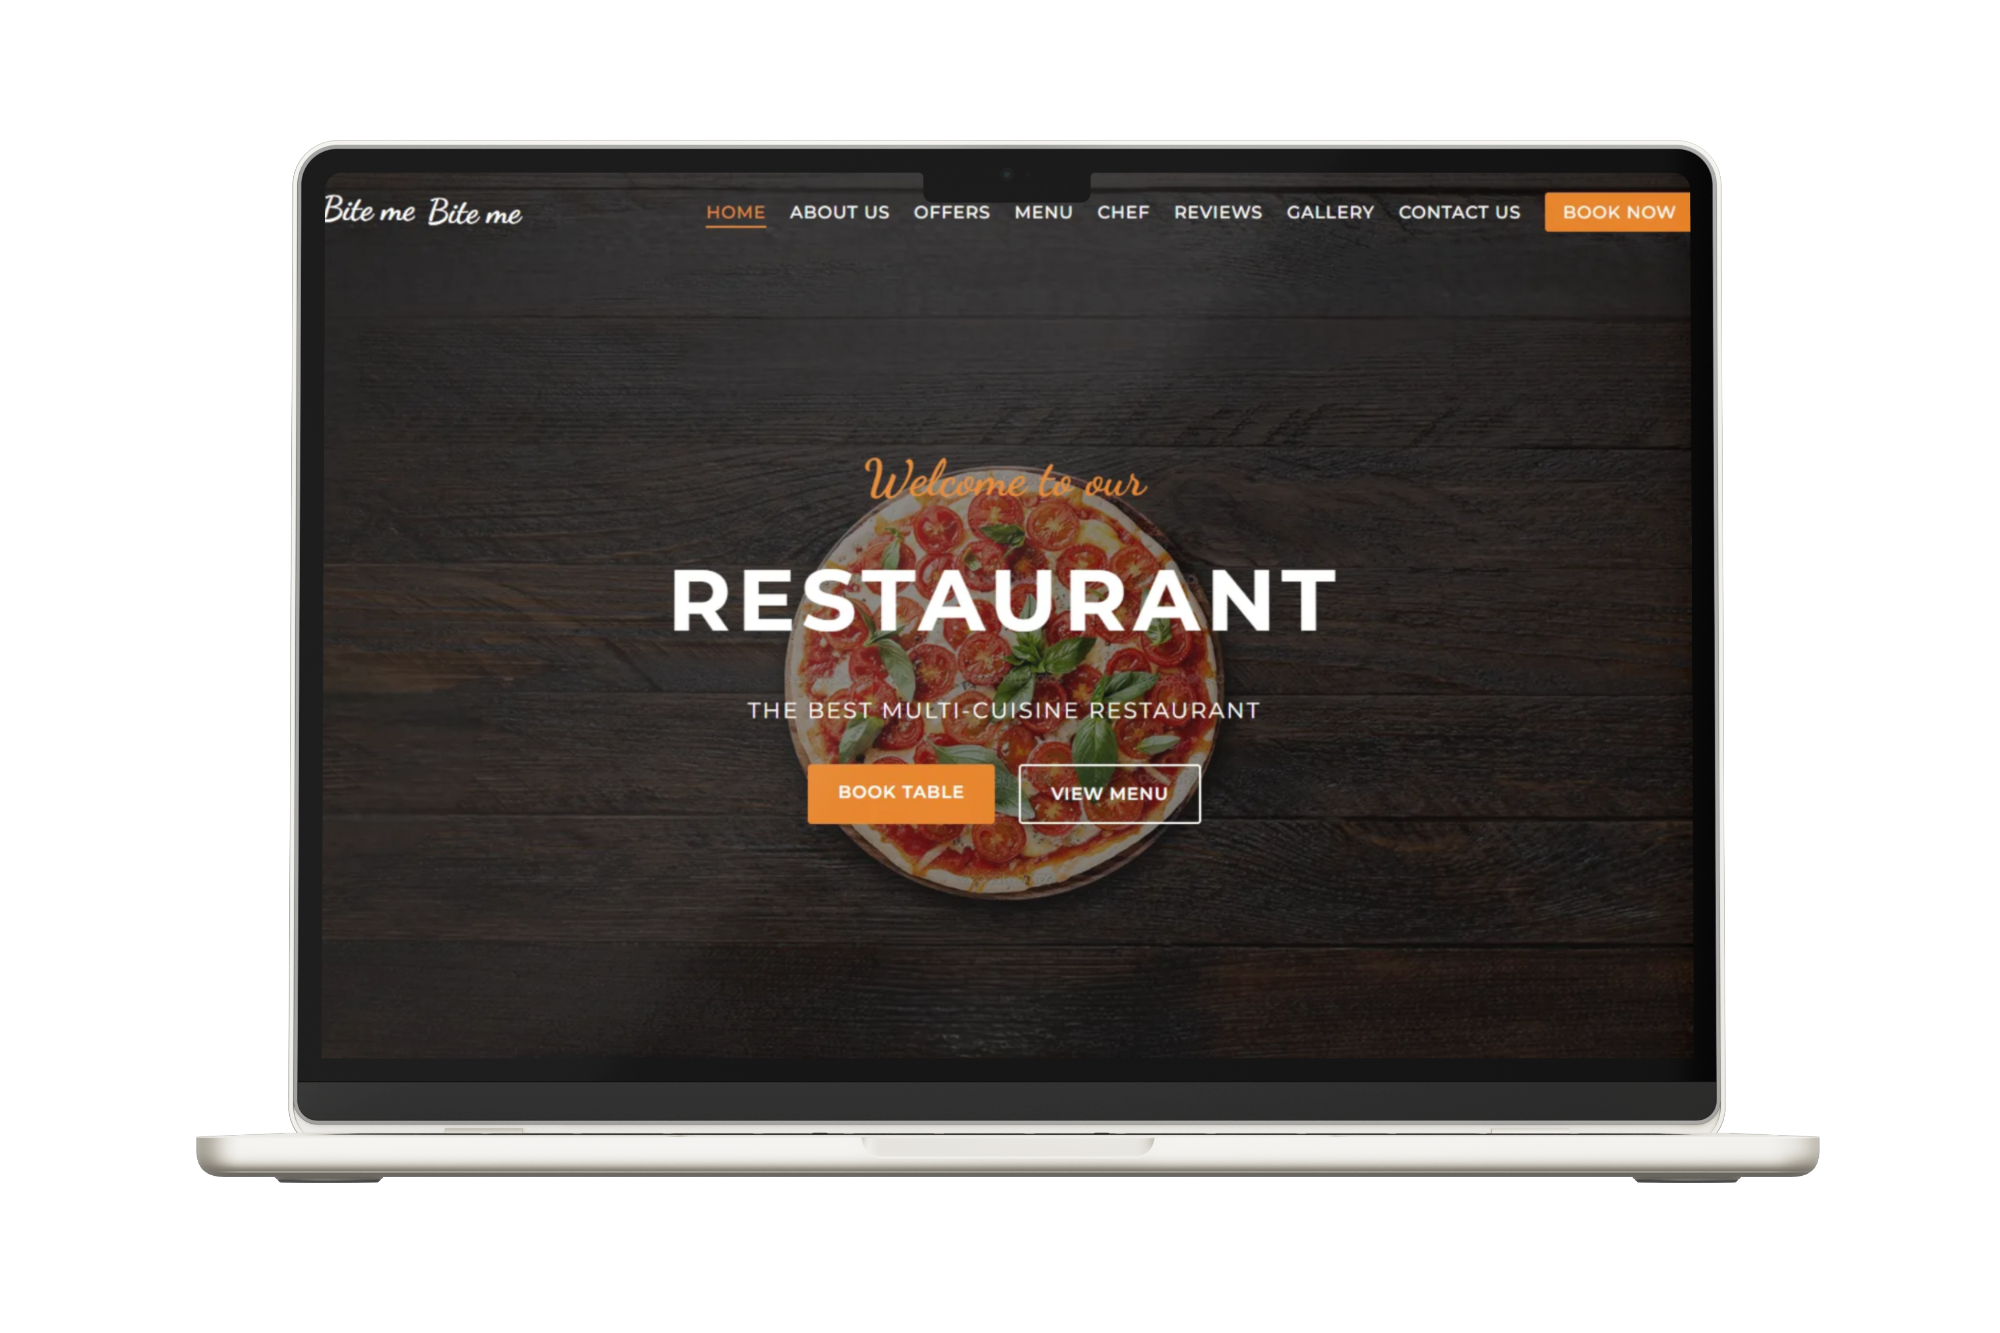 Bite me Bite me HOME ABOUT US OFFERS MENU CHEF REVIEWS GALLERY CONTACT US BOOK NOW
Welcome to our
RESTAURANT
THE BEST MULTI-CUISINE RESTAURANT
BOOK TABLE VIEW MENU